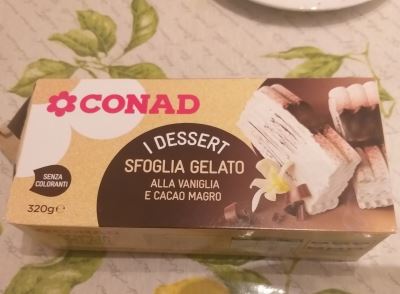 CONAD
I DESSERT
SFOGLIA GELATO
ALLA VANIGLIA
E CACAO MAGRO
SENZA
COLORANTI
320g℮